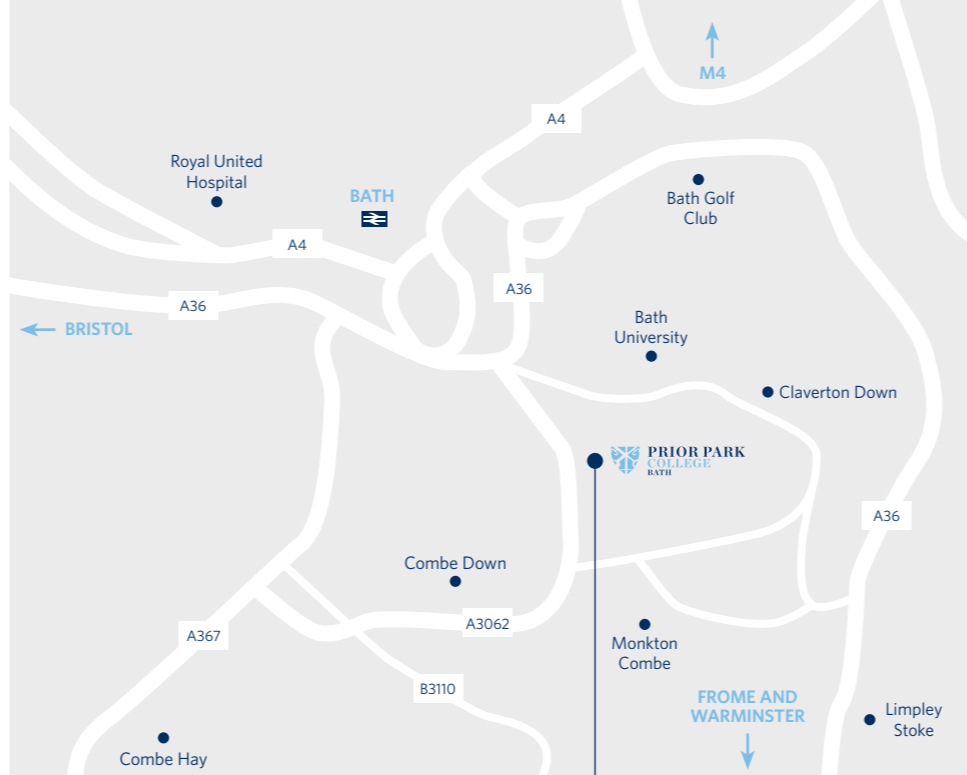 M4
A4
Royal United
Hospital
BATH
Bath Golf
Club
A4
A36
A36
BRISTOL
Bath
University
Claverton Down
PRIOR PARK
COLLEGE
BATH
A36
Combe Down
A3062
A367
Monkton
Combe
B3110
FROME AND
WARMINSTER
Limpley
Stoke
Combe Hay